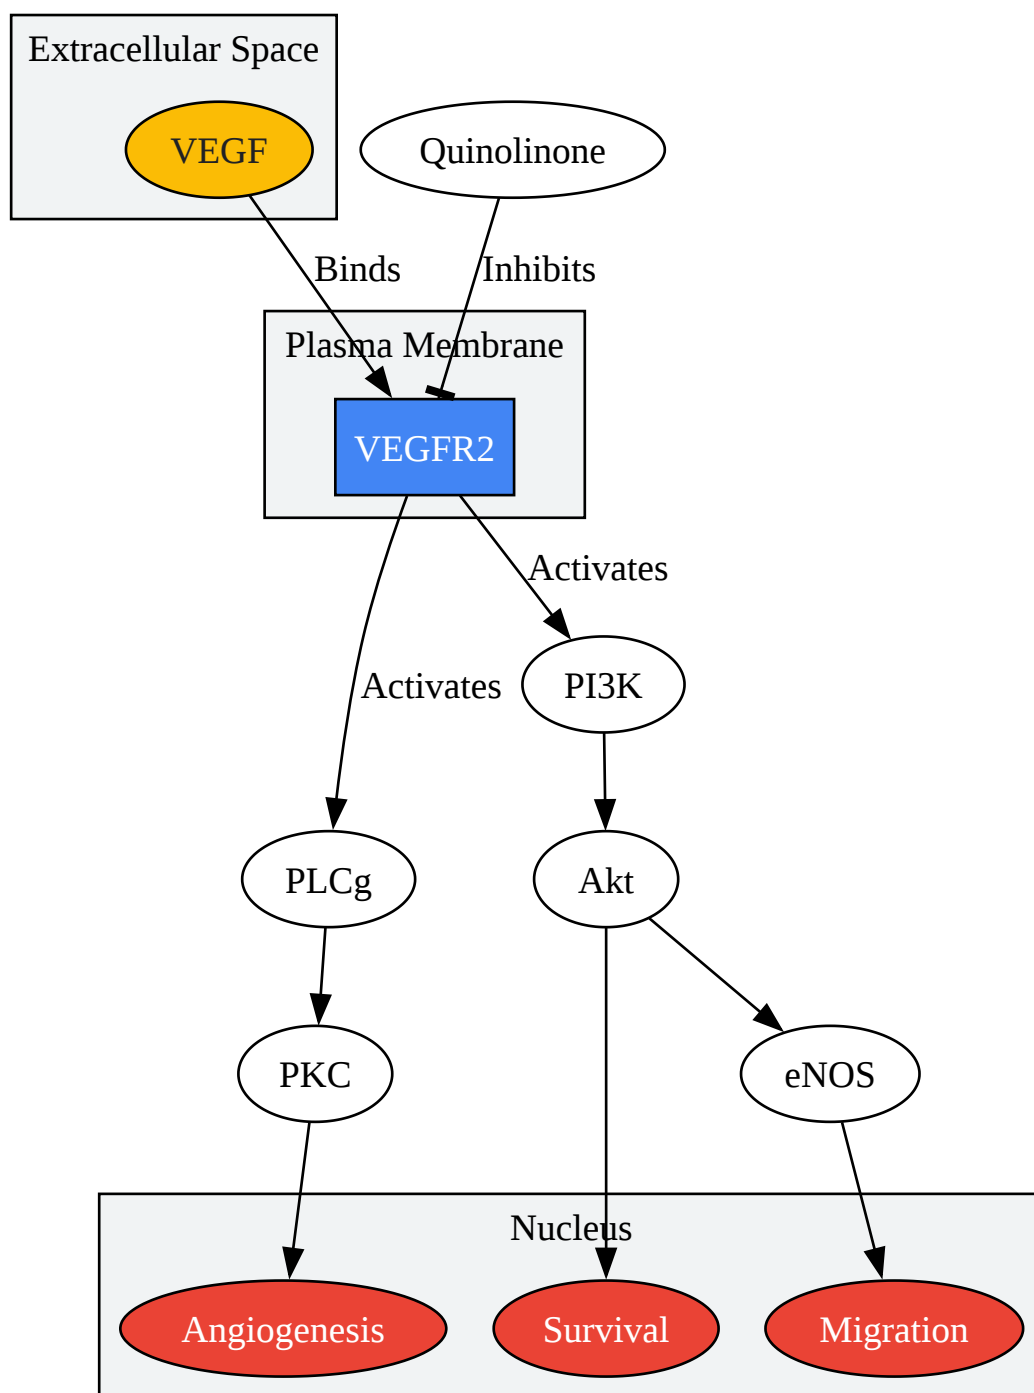 Extracellular Space
VEGF
Quinolinone
Binds
Inhibits
Plasma Membrane
VEGFR2
Activates
PI3K
Activates
PLCg
Akt
PKC
eNOS
Nucleus
Angiogenesis
Survival
Migration